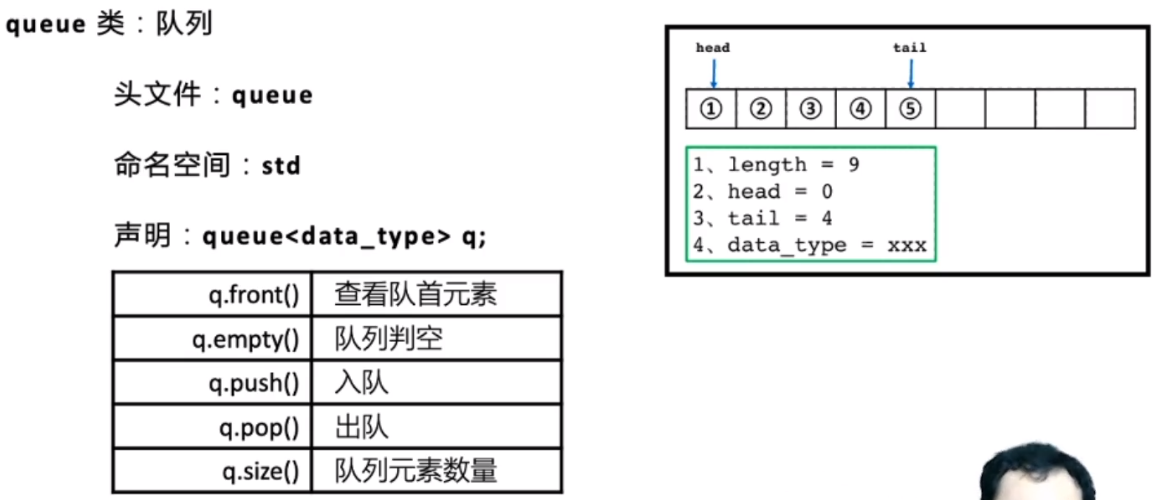 queue 类：队列
头文件：queue
命名空间：std
声明：queue<data_type> q;
q.front() 查看队首元素
q.empty() 队列判空
q.push() 入队
q.pop() 出队
q.size() 队列元素数量
head tail
① ② ③ ④ ⑤
1、length = 9
2、head = 0
3、tail = 4
4、data_type = xxx